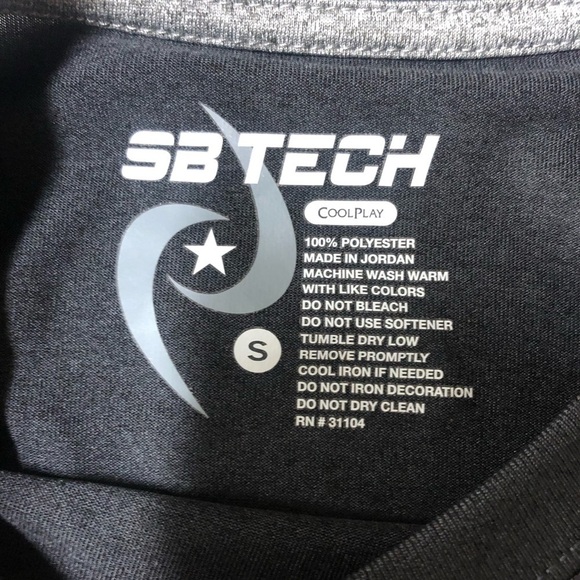 SB TECH
COOLPLAY
100% POLYESTER
MADE IN JORDAN
MACHINE WASH WARM
WITH LIKE COLORS
DO NOT BLEACH
DO NOT USE SOFTENER
TUMBLE DRY LOW
S
REMOVE PROMPTLY
COOL IRON IF NEEDED
DO NOT IRON DECORATION
DO NOT DRY CLEAN
RN # 31104